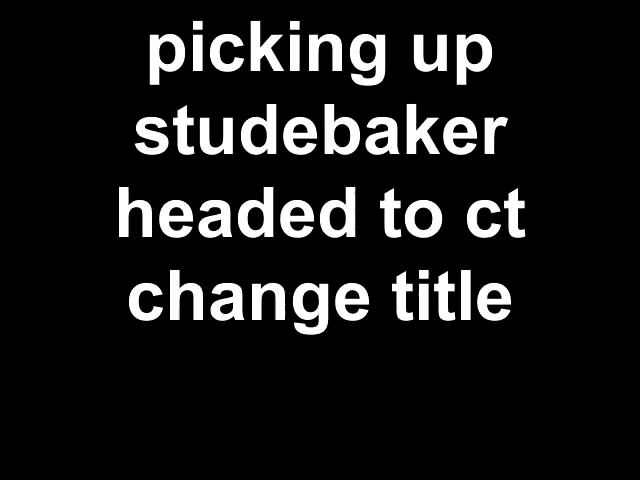 picking up
studebaker
headed to ct
change title